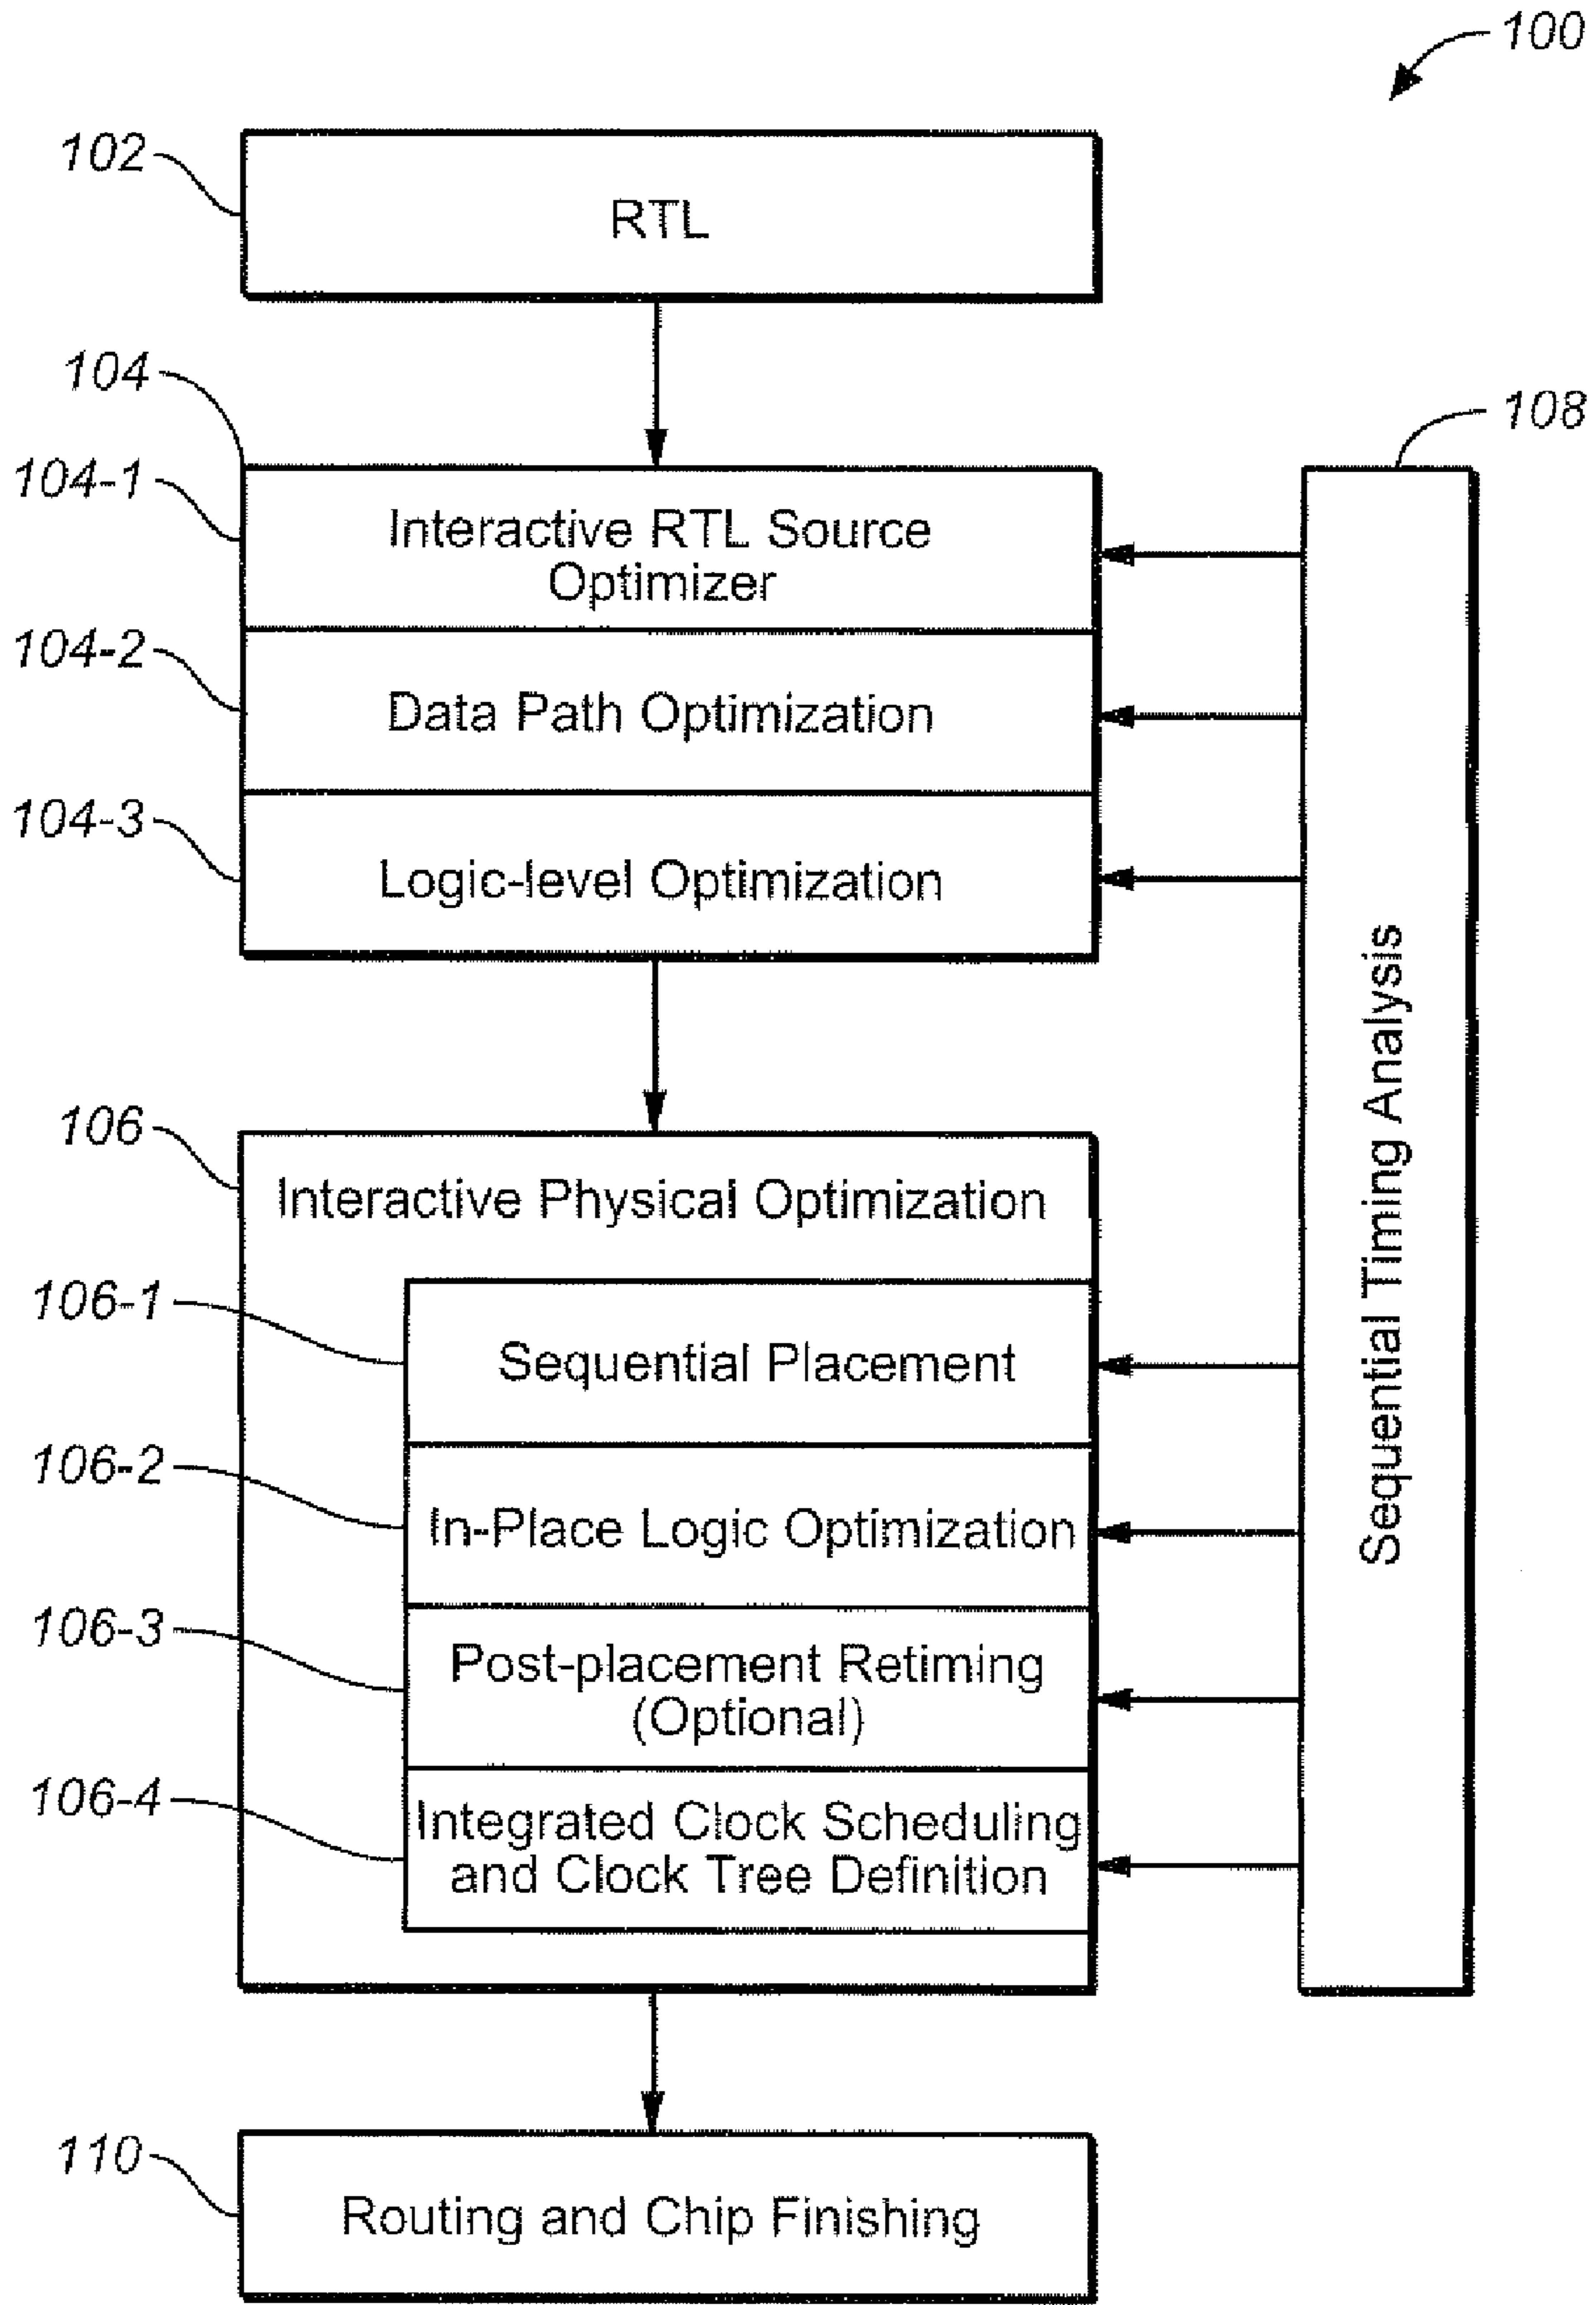 100
102
RTL
104
108
104-1
Interactive RTL Source
Optimizer
104-2
Data Path Optimization
104-3
Logic-level Optimization
Sequential Timing Analysis
106
Interactive Physical Optimization
106-1
Sequential Placement
106-2
In-Place Logic Optimization
106-3
Post-placement Retiming
(Optional)
106-4
Integrated Clock Scheduling
and Clock Tree Definition
110
Routing and Chip Finishing